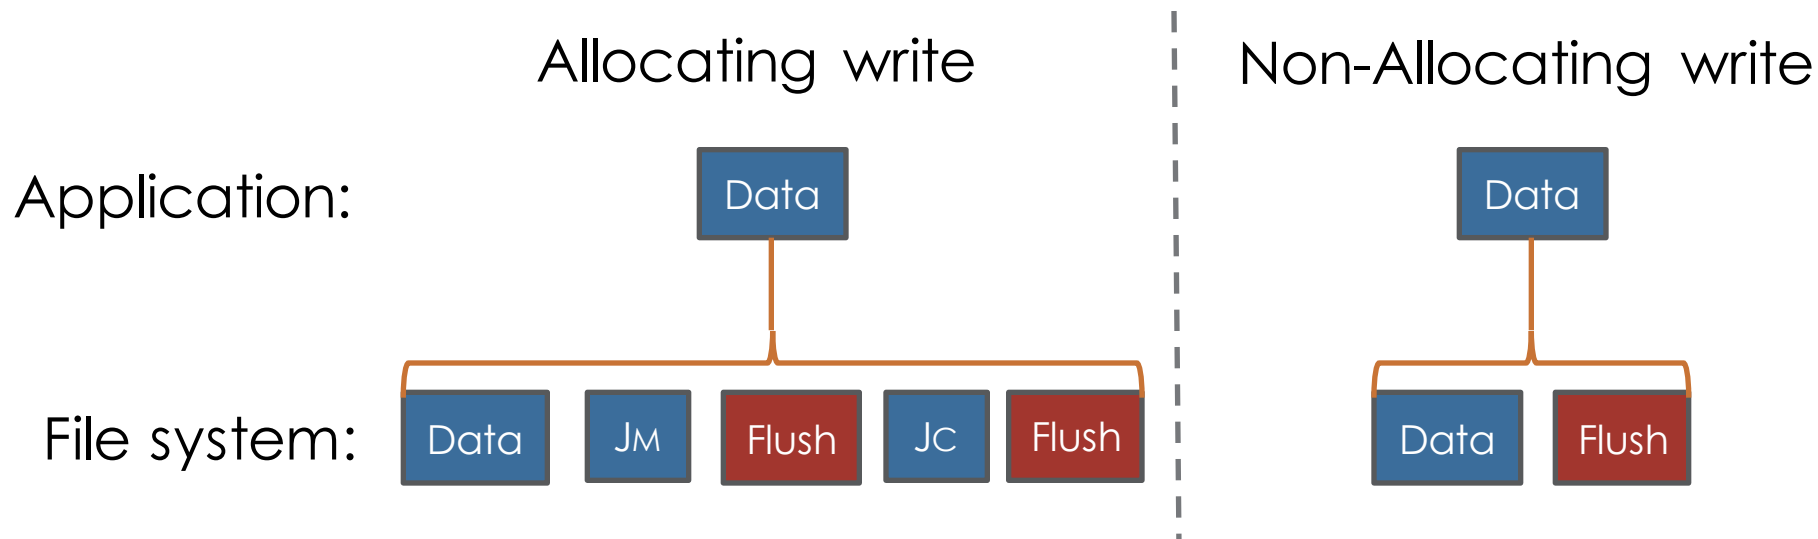 Allocating write
Non-Allocating write
Application:
Data
Data
File system:
Data
JM
Flush
JC
Flush
Data
Flush